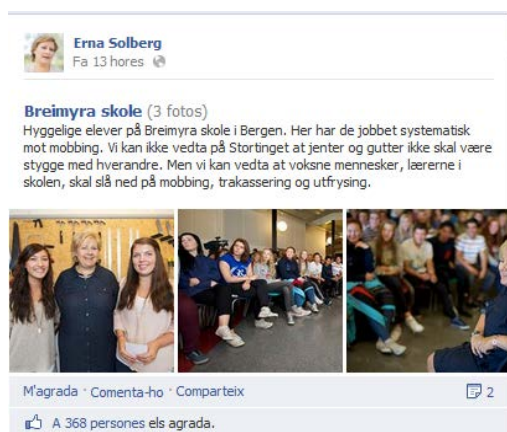 Erna Solberg
Fa 13 hores
Breimyra skole (3 fotos)
Hyggelige elever på Breimyra skole i Bergen. Her har de jobbet systematisk
mot mobbing. Vi kan ikke vedta på Stortinget at jenter og gutter ikke skal være
stygge med hverandre. Men vi kan vedta at voksne mennesker, lærerne i
skolen, skal slå ned på mobbing, trakassering og utfrysing.
M'agrada · Comenta-ho · Comparteix 2
A 368 persones els agrada.